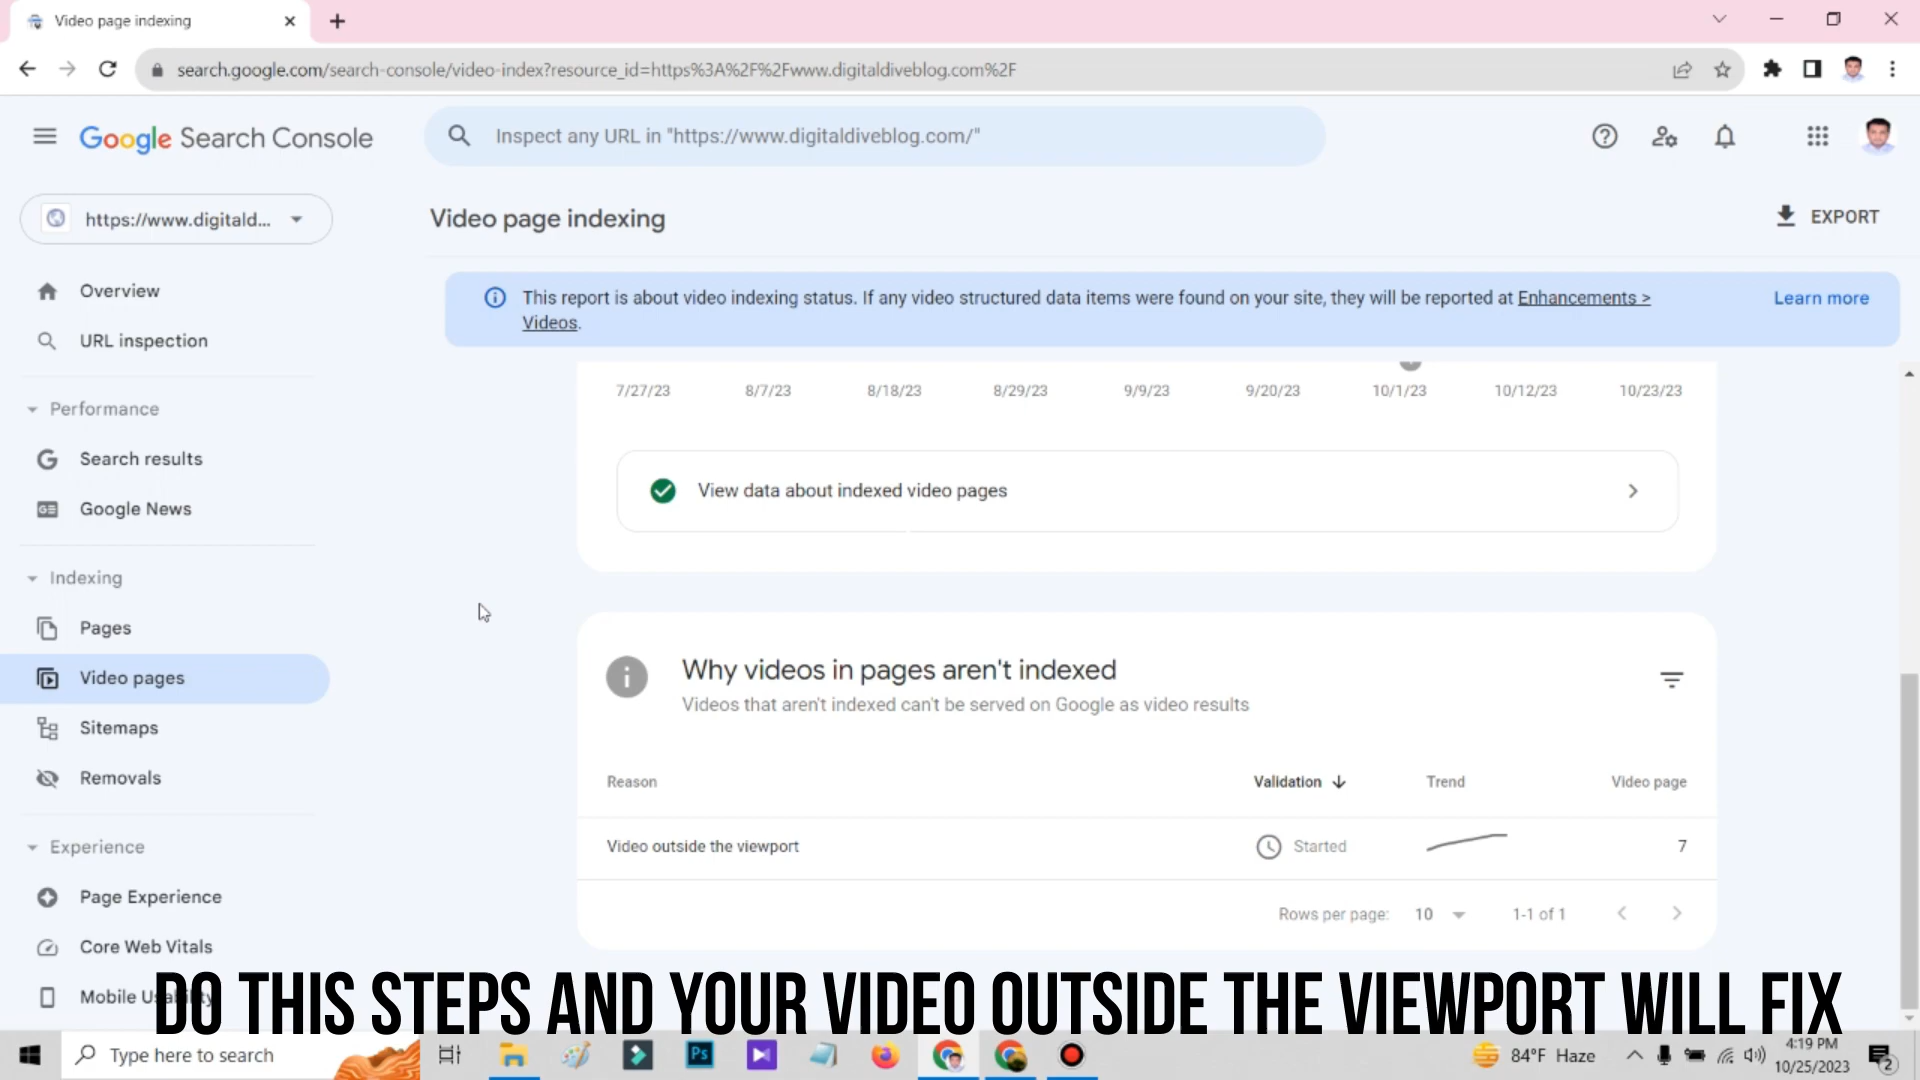 Video page indexing
search.google.com/search-console/video-index?resource_id=https%3A%2F%2Fwww.digitaldiveblog.com%2F
Google Search Console
Inspect any URL in "https://www.digitaldiveblog.com/"
https://www.digitald...
Video page indexing
EXPORT
This report is about video indexing status. If any video structured data items were found on your site, they will be reported at Enhancements >
Videos.
Learn more
Overview
URL inspection
Performance
Search results
Google News
Indexing
Pages
Video pages
Sitemaps
Removals
Experience
Page Experience
Core Web Vitals
Mobile Usability
7/27/23 8/7/23 8/18/23 8/29/23 9/9/23 9/20/23 10/1/23 10/12/23 10/23/23
View data about indexed video pages
Why videos in pages aren't indexed
Videos that aren't indexed can't be served on Google as video results
Reason Validation Trend Video page
Video outside the viewport Started 7
Rows per page: 10 1-1 of 1
DO THIS STEPS AND YOUR VIDEO OUTSIDE THE VIEWPORT WILL FIX
Type here to search
Ps
84°F Haze
4:19 PM
10/25/2023
2